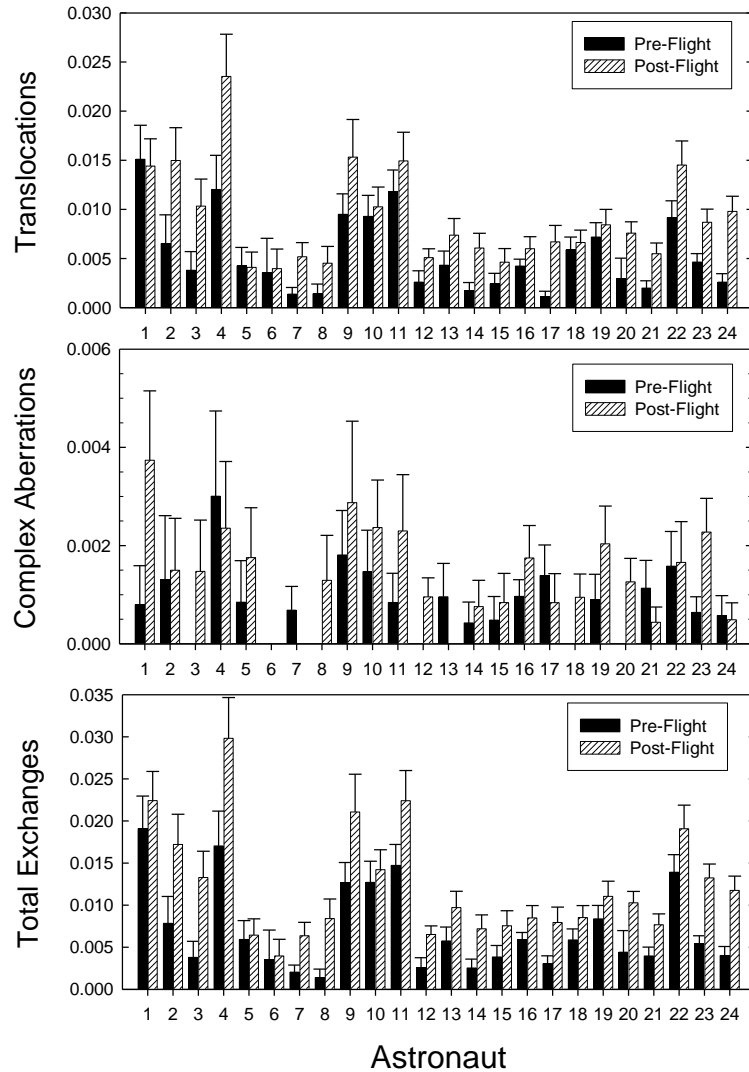 0.030
0.025
0.020
0.015
0.010
0.005
0.000
Translocations
Pre-Flight
Post-Flight
1 2 3 4 5 6 7 8 9 10 11 12 13 14 15 16 17 18 19 20 21 22 23 24
0.006
0.004
0.002
0.000
Complex Aberrations
Pre-Flight
Post-Flight
1 2 3 4 5 6 7 8 9 10 11 12 13 14 15 16 17 18 19 20 21 22 23 24
0.035
0.030
0.025
0.020
0.015
0.010
0.005
0.000
Total Exchanges
Pre-Flight
Post-Flight
1 2 3 4 5 6 7 8 9 10 11 12 13 14 15 16 17 18 19 20 21 22 23 24
Astronaut